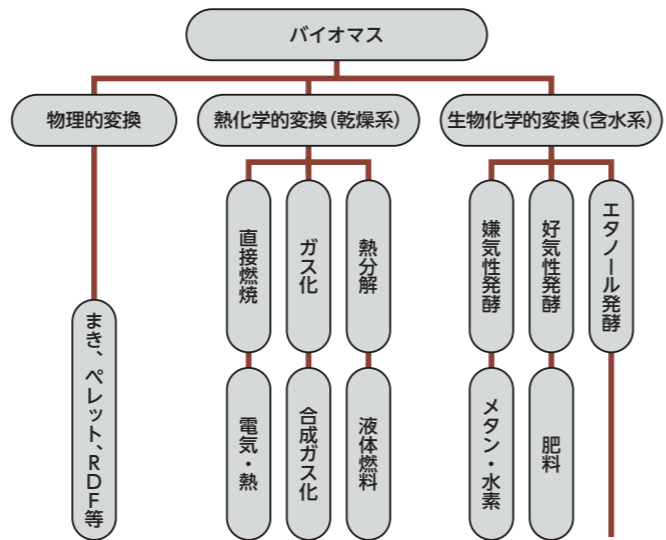 バイオマス
物理的変換
熱化学的変換(乾燥系)
生物化学的変換(含水系)
直接燃焼
ガス化
熱分解
嫌気性発酵
好気性発酵
エタノール発酵
まき、ペレット、RDF等
電気・熱
合成ガス化
液体燃料
メタン・水素
肥料